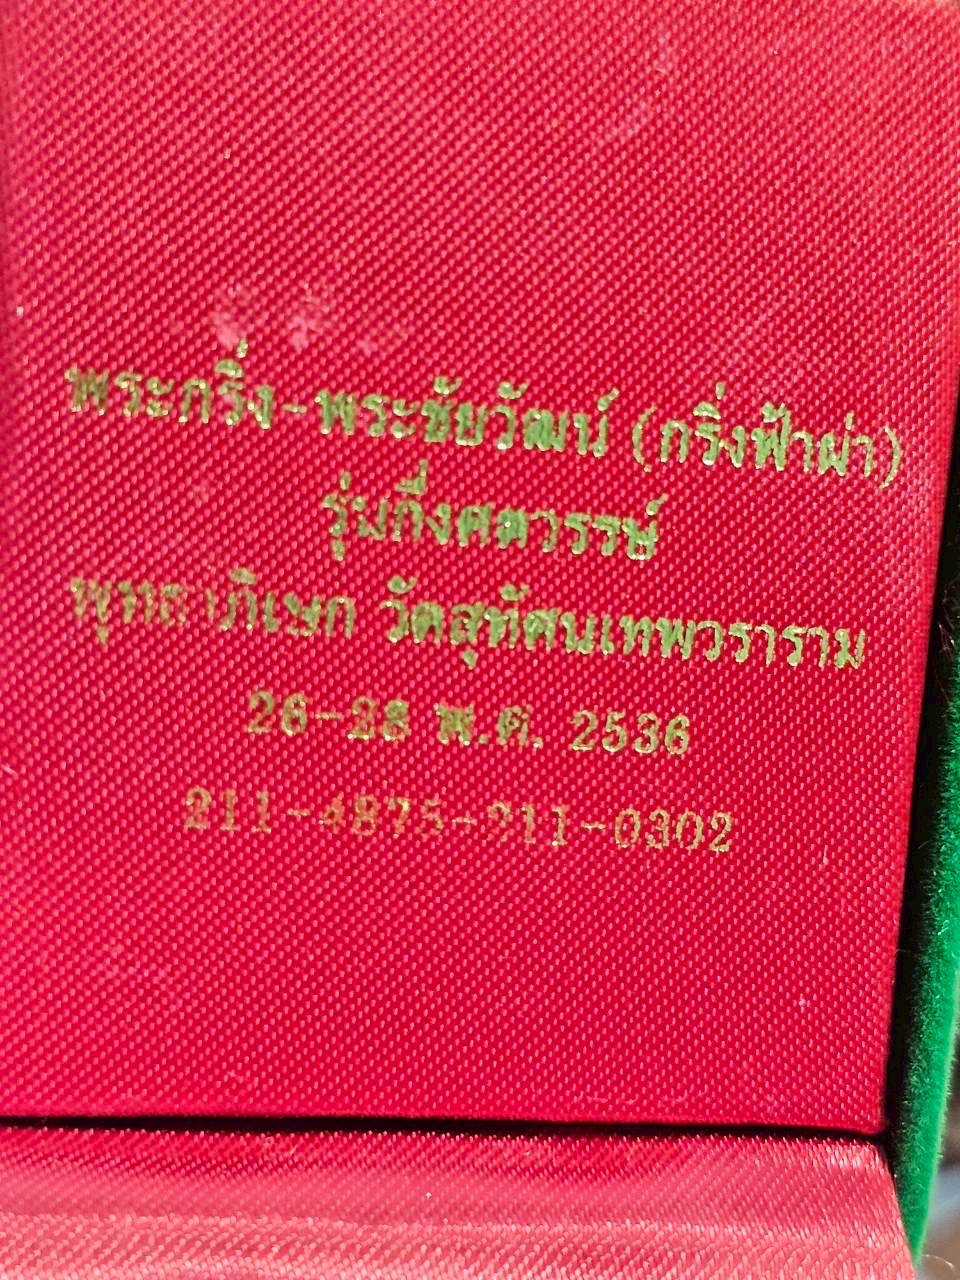 พระกริ่ง-พระชัยวัฒน์ (กริ่งฟ้าผ่า)
รุ่นกึ่งศตวรรษ์
พุทธาภิเษก วัดสุทัศนเทพวราราม
26-28 พ.ค. 2536
211-4875-211-0302